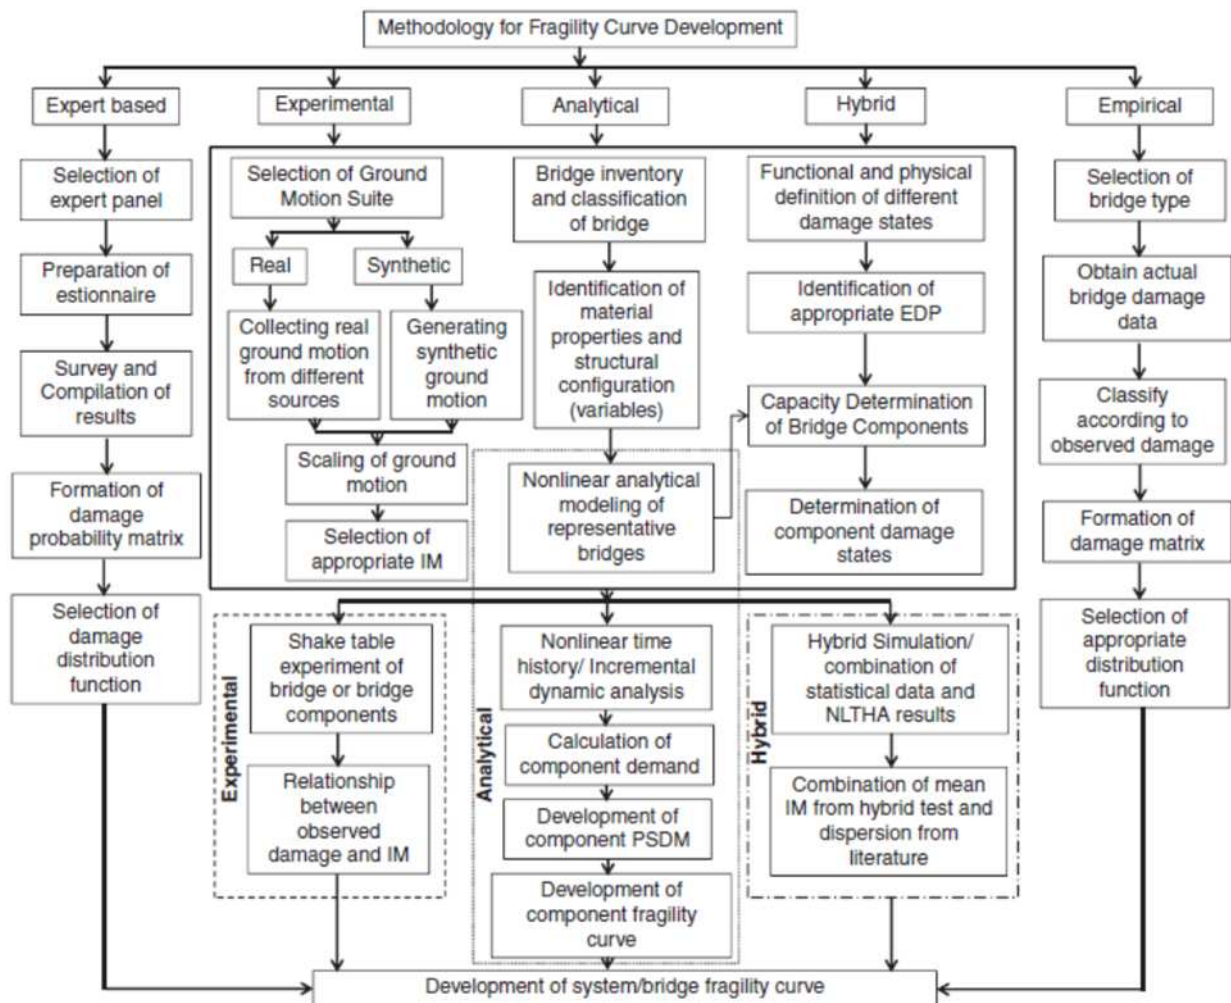 Methodology for Fragility Curve Development
Expert based
Experimental
Analytical
Hybrid
Empirical
Selection of
expert panel
Preparation of
estionnaire
Survey and
Compilation of
results
Formation of
damage
probability matrix
Selection of
damage
distribution
function
Selection of Ground
Motion Suite
Real
Synthetic
Collecting real
ground motion
from different
sources
Generating
synthetic
ground
motion
Scaling of ground
motion
Selection of
appropriate IM
Bridge inventory
and classification
of bridge
Identification of
material
properties and
structural
configuration
(variables)
Nonlinear analytical
modeling of
representative
bridges
Functional and physical
definition of different
damage states
Identification of
appropriate EDP
Capacity Determination
of Bridge Components
Determination of
component damage
states
Selection of
bridge type
Obtain actual
bridge damage
data
Classify
according to
observed damage
Formation of
damage matrix
Selection of
appropriate
distribution
function
Experimental
Shake table
experiment of
bridge or bridge
components
Relationship
between
observed
damage and IM
Analytical
Nonlinear time
history/ Incremental
dynamic analysis
Calculation of
component demand
Development of
component PSDM
Development of
component fragility
curve
Hybrid
Hybrid Simulation/
combination of
statistical data and
NLTHA results
Combination of mean
IM from hybrid test and
dispersion from
literature
Development of system/bridge fragility curve